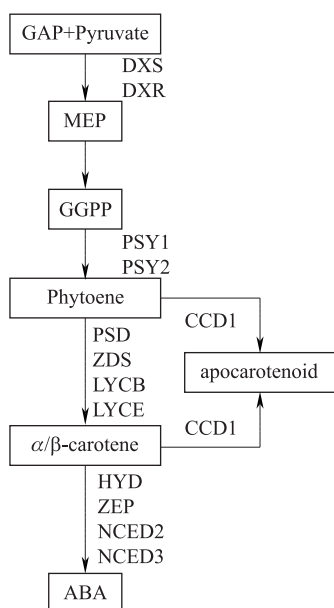 GAP+Pyruvate
DXS
DXR
MEP
GGPP
PSY1
PSY2
Phytoene
CCD1
PSD
ZDS
LYCB
LYCE
apocarotenoid
α/β-carotene
CCD1
HYD
ZEP
NCED2
NCED3
ABA